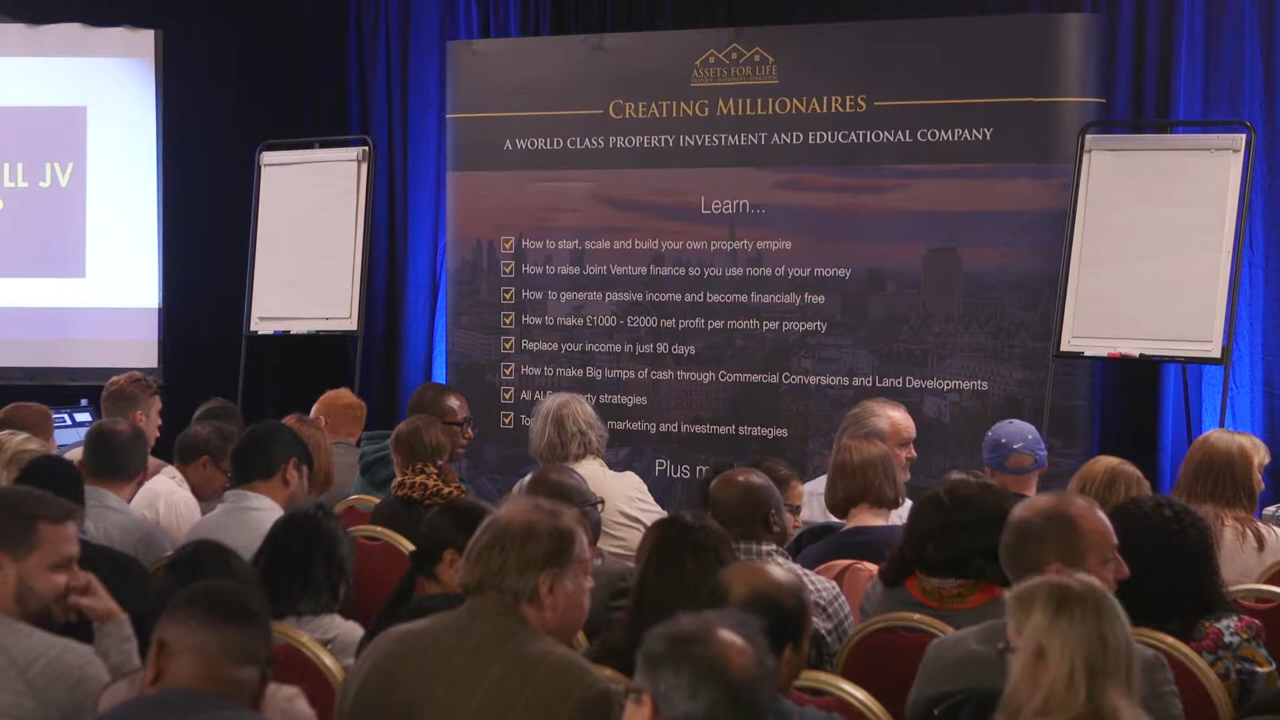 LL JV
ASSETS FOR LIFE
PROPERTY · INVESTMENT · EDUCATION
CREATING MILLIONAIRES
A WORLD CLASS PROPERTY INVESTMENT AND EDUCATIONAL COMPANY
Learn...
How to start, scale and build your own property empire
How to raise Joint Venture finance so you use none of your money
How to generate passive income and become financially free
How to make £1000 - £2000 net profit per month per property
Replace your income in just 90 days
How to make Big lumps of cash through Commercial Conversions and Land Developments
All strategies
marketing and investment strategies
Plus